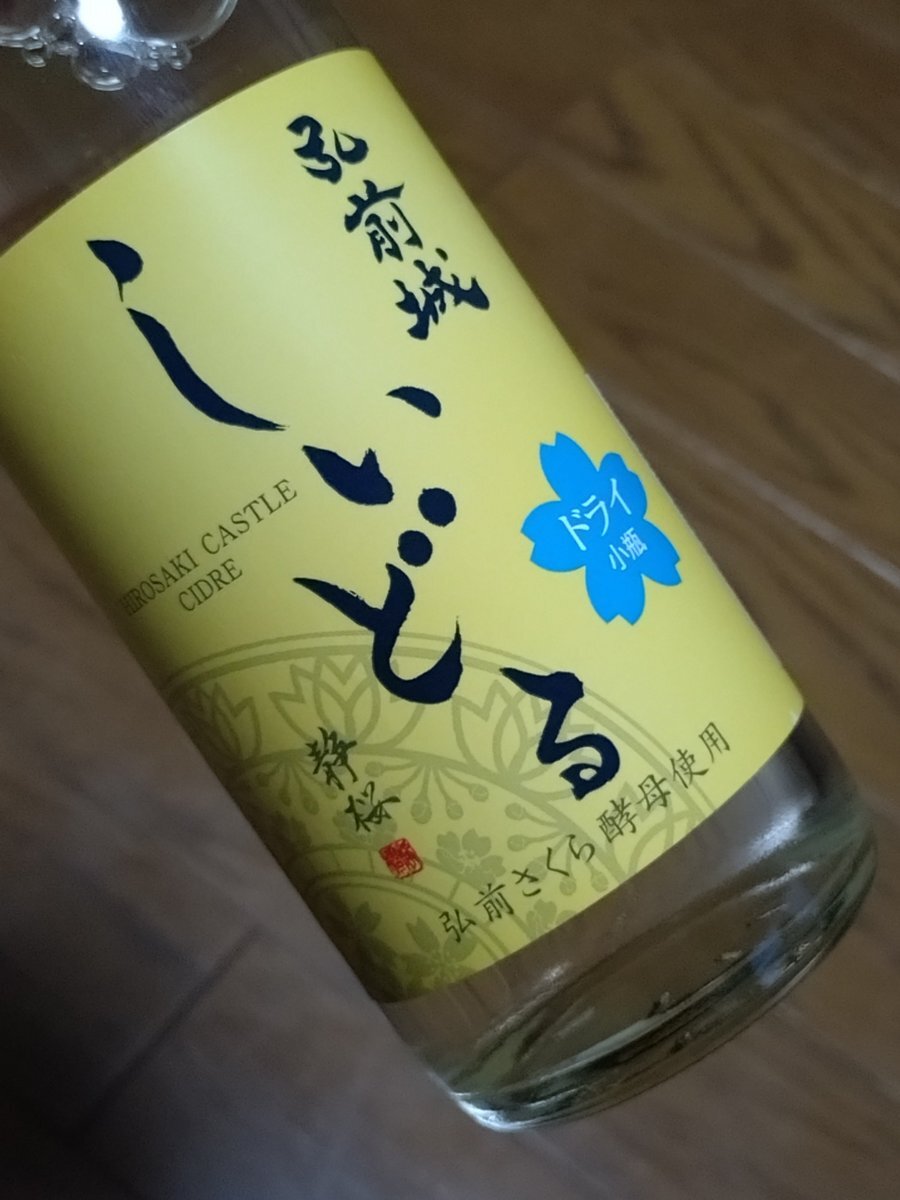 弘前城
しいどる
HIROSAKI CASTLE
CIDRE
ドライ
小瓶
静桜
弘前さくら酵母使用